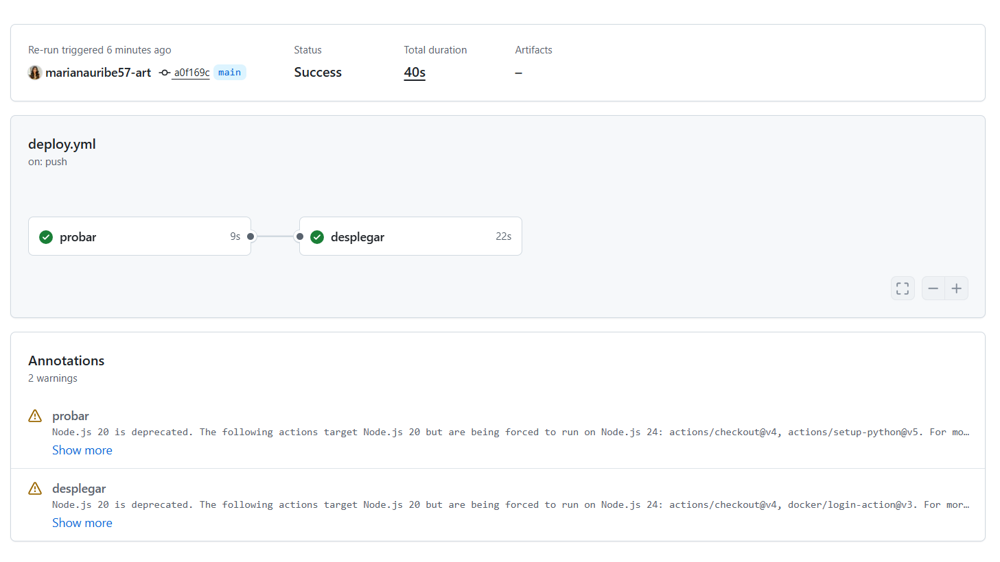 Re-run triggered 6 minutes ago
marianauribe57-art a0f169c main
Status
Success
Total duration
40s
Artifacts
–
deploy.yml
on: push
probar 9s
desplegar 22s
Annotations
2 warnings
probar
Node.js 20 is deprecated. The following actions target Node.js 20 but are being forced to run on Node.js 24: actions/checkout@v4, actions/setup-python@v5. For mo…
Show more
desplegar
Node.js 20 is deprecated. The following actions target Node.js 20 but are being forced to run on Node.js 24: actions/checkout@v4, docker/login-action@v3. For mor…
Show more